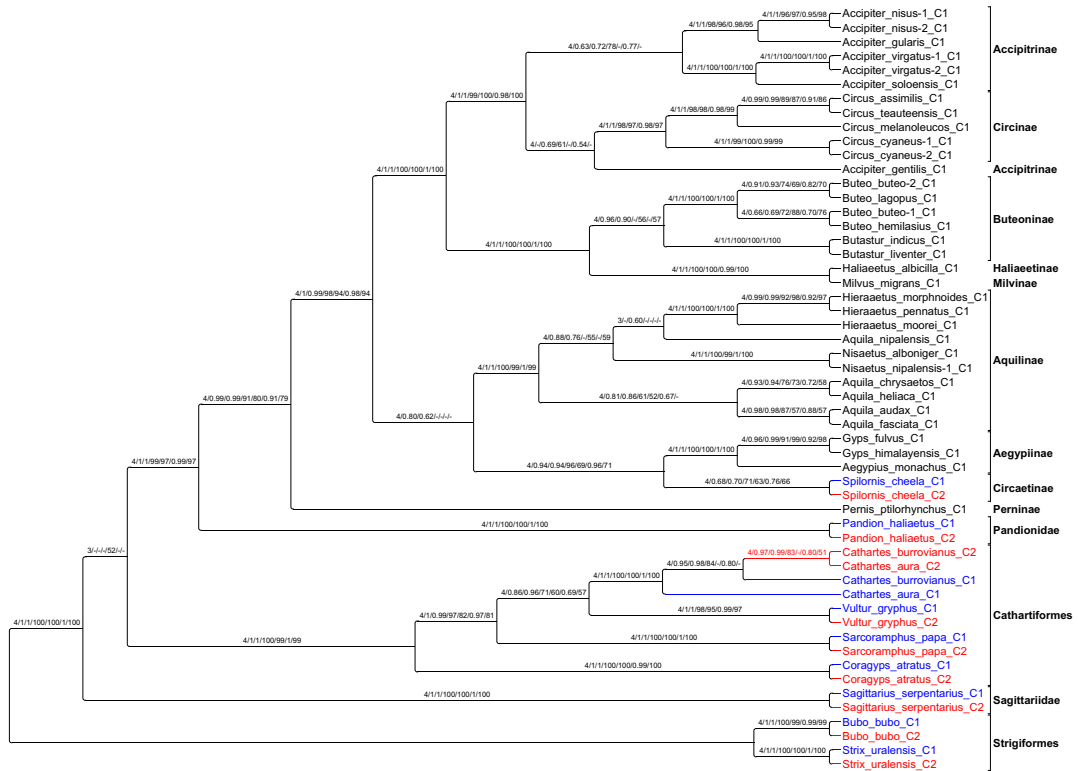 4/1/1/96/97/0.95/98
Accipiter_nisus-1_C1
Accipiter_nisus-2_C1
4/1/1/98/96/0.98/95
Accipiter_gularis_C1
4/0.63/0.72/78/-/0.77/-
Accipitrinae
4/1/1/100/100/1/100
Accipiter_virgatus-1_C1
Accipiter_virgatus-2_C1
4/1/1/100/100/1/100
Accipiter_soloensis_C1
4/1/1/99/100/0.98/100
4/0.99/0.99/89/87/0.91/86
Circus_assimilis_C1
Circus_teauteensis_C1
4/1/1/98/98/0.98/99
Circus_melanoleucos_C1
Circinae
4/1/1/98/97/0.98/97
4/1/1/99/100/0.99/99
Circus_cyaneus-1_C1
Circus_cyaneus-2_C1
4/-/0.69/61/-/0.54/-
Accipiter_gentilis_C1
Accipitrinae
4/1/1/100/100/1/100
4/0.91/0.93/74/69/0.82/70
Buteo_buteo-2_C1
Buteo_lagopus_C1
4/1/1/100/100/1/100
4/0.66/0.69/72/88/0.70/76
Buteo_buteo-1_C1
Buteo_hemilasius_C1
Buteoninae
4/0.96/0.90/-/56/-/57
4/1/1/100/100/1/100
Butastur_indicus_C1
Butastur_liventer_C1
4/1/1/100/100/1/100
4/1/1/100/100/0.99/100
Haliaeetus_albicilla_C1
Haliaeetinae
Milvus_migrans_C1
Milvinae
4/1/0.99/98/94/0.98/94
4/0.99/0.99/92/98/0.92/97
Hieraaetus_morphnoides_C1
Hieraaetus_pennatus_C1
4/1/1/100/100/1/100
Hieraaetus_moorei_C1
3/-/0.60/-/-/-/-
Aquila_nipalensis_C1
4/0.88/0.76/-/55/-/59
4/1/1/100/99/1/100
Nisaetus_alboniger_C1
Nisaetus_nipalensis-1_C1
Aquilinae
4/1/1/100/99/1/99
4/0.93/0.94/76/73/0.72/58
Aquila_chrysaetos_C1
Aquila_heliaca_C1
4/0.81/0.86/61/52/0.67/-
4/0.98/0.98/87/57/0.88/57
Aquila_audax_C1
Aquila_fasciata_C1
4/0.99/0.99/91/80/0.91/79
4/0.80/0.62/-/-/-/-
4/0.96/0.99/91/99/0.92/98
Gyps_fulvus_C1
Gyps_himalayensis_C1
4/1/1/100/100/1/100
Aegypius_monachus_C1
Aegypiinae
4/0.94/0.94/96/69/0.96/71
4/0.68/0.70/71/63/0.76/66
Spilornis_cheela_C1
Spilornis_cheela_C2
Circaetinae
4/1/1/99/97/0.99/97
Pernis_ptilorhynchus_C1
Perninae
4/1/1/100/100/1/100
Pandion_haliaetus_C1
Pandion_haliaetus_C2
Pandionidae
3/-/-/-/52/-/-
4/0.97/0.99/83/-/0.80/51
Cathartes_burrovianus_C2
Cathartes_aura_C2
4/0.95/0.98/84/-/0.80/-
Cathartes_burrovianus_C1
4/1/1/100/100/1/100
Cathartes_aura_C1
4/0.86/0.96/71/60/0.69/57
4/1/1/98/95/0.99/97
Vultur_gryphus_C1
Vultur_gryphus_C2
Cathartiformes
4/1/0.99/97/82/0.97/81
4/1/1/100/100/1/100
Sarcoramphus_papa_C1
Sarcoramphus_papa_C2
4/1/1/100/99/1/99
4/1/1/100/100/0.99/100
Coragyps_atratus_C1
Coragyps_atratus_C2
4/1/1/100/100/1/100
4/1/1/100/100/1/100
Sagittarius_serpentarius_C1
Sagittarius_serpentarius_C2
Sagittariidae
4/1/1/100/99/0.99/99
Bubo_bubo_C1
Bubo_bubo_C2
Strigiformes
4/1/1/100/100/1/100
Strix_uralensis_C1
Strix_uralensis_C2